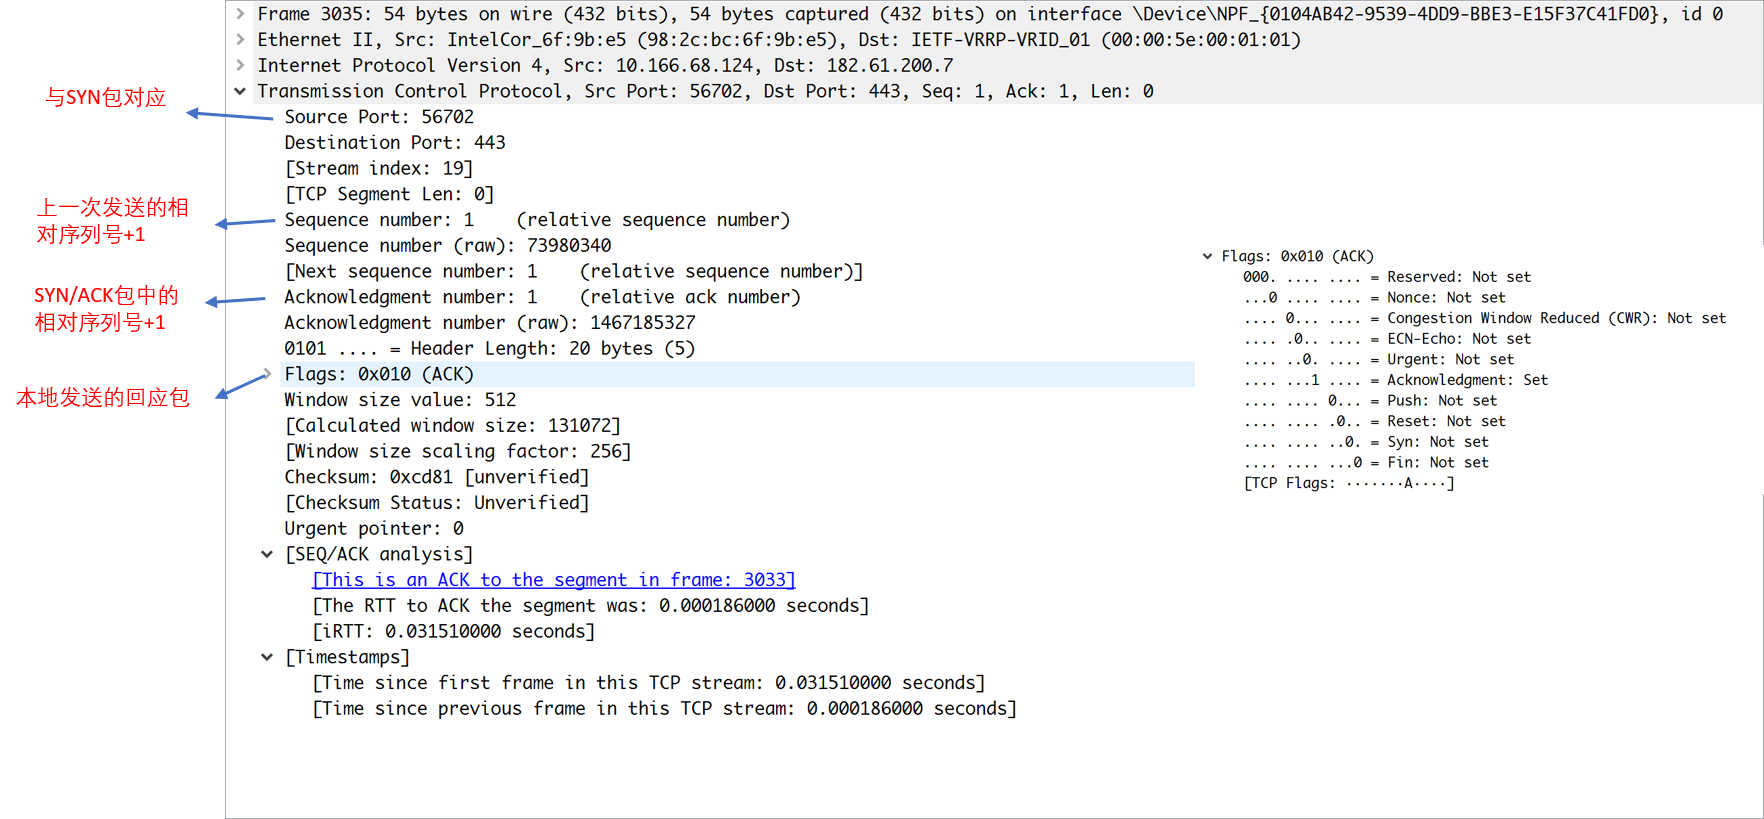 Frame 3035: 54 bytes on wire (432 bits), 54 bytes captured (432 bits) on interface \Device\NPF_{0104AB42-9539-4DD9-BBE3-E15F37C41FD0}, id 0
Ethernet II, Src: IntelCor_6f:9b:e5 (98:2c:bc:6f:9b:e5), Dst: IETF-VRRP-VRID_01 (00:00:5e:00:01:01)
Internet Protocol Version 4, Src: 10.166.68.124, Dst: 182.61.200.7
Transmission Control Protocol, Src Port: 56702, Dst Port: 443, Seq: 1, Ack: 1, Len: 0
与SYN包对应
Source Port: 56702
Destination Port: 443
[Stream index: 19]
[TCP Segment Len: 0]
上一次发送的相
对序列号+1
Sequence number: 1    (relative sequence number)
Sequence number (raw): 73980340
[Next sequence number: 1    (relative sequence number)]
SYN/ACK包中的
相对序列号+1
Acknowledgment number: 1    (relative ack number)
Acknowledgment number (raw): 1467185327
0101 .... = Header Length: 20 bytes (5)
本地发送的回应包
Flags: 0x010 (ACK)
Window size value: 512
[Calculated window size: 131072]
[Window size scaling factor: 256]
Checksum: 0xcd81 [unverified]
[Checksum Status: Unverified]
Urgent pointer: 0
[SEQ/ACK analysis]
[This is an ACK to the segment in frame: 3033]
[The RTT to ACK the segment was: 0.000186000 seconds]
[iRTT: 0.031510000 seconds]
[Timestamps]
[Time since first frame in this TCP stream: 0.031510000 seconds]
[Time since previous frame in this TCP stream: 0.000186000 seconds]
Flags: 0x010 (ACK)
000. .... .... = Reserved: Not set
...0 .... .... = Nonce: Not set
.... 0... .... = Congestion Window Reduced (CWR): Not set
.... .0.. .... = ECN-Echo: Not set
.... ..0. .... = Urgent: Not set
.... ...1 .... = Acknowledgment: Set
.... .... 0... = Push: Not set
.... .... .0.. = Reset: Not set
.... .... ..0. = Syn: Not set
.... .... ...0 = Fin: Not set
[TCP Flags: ·······A····]